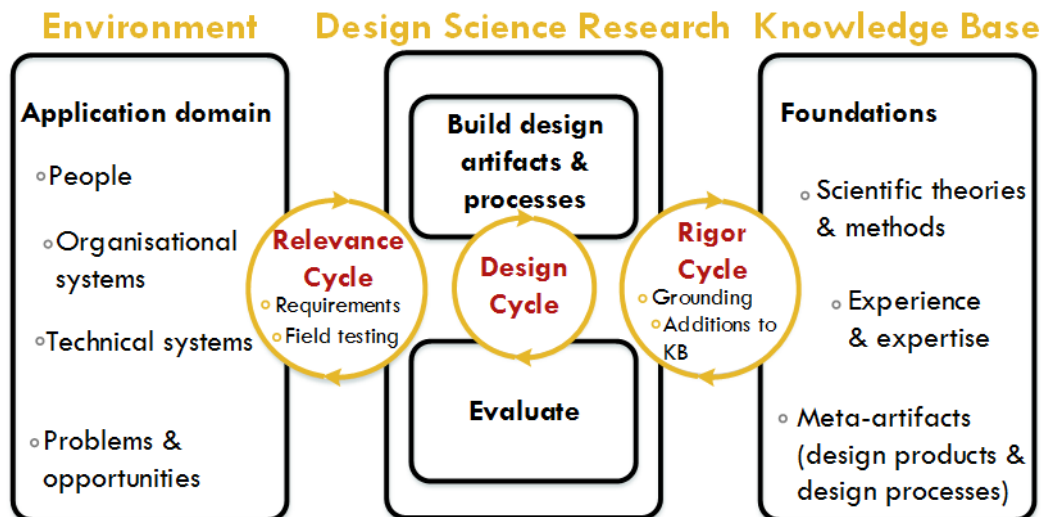 Environment
Design Science Research
Knowledge Base
Application domain
People
Organisational
systems
Technical systems
Problems &
opportunities
Relevance
Cycle
Requirements
Field testing
Build design
artifacts &
processes
Design
Cycle
Evaluate
Rigor
Cycle
Grounding
Additions to
KB
Foundations
Scientific theories
& methods
Experience
& expertise
Meta-artifacts
(design products &
design processes)